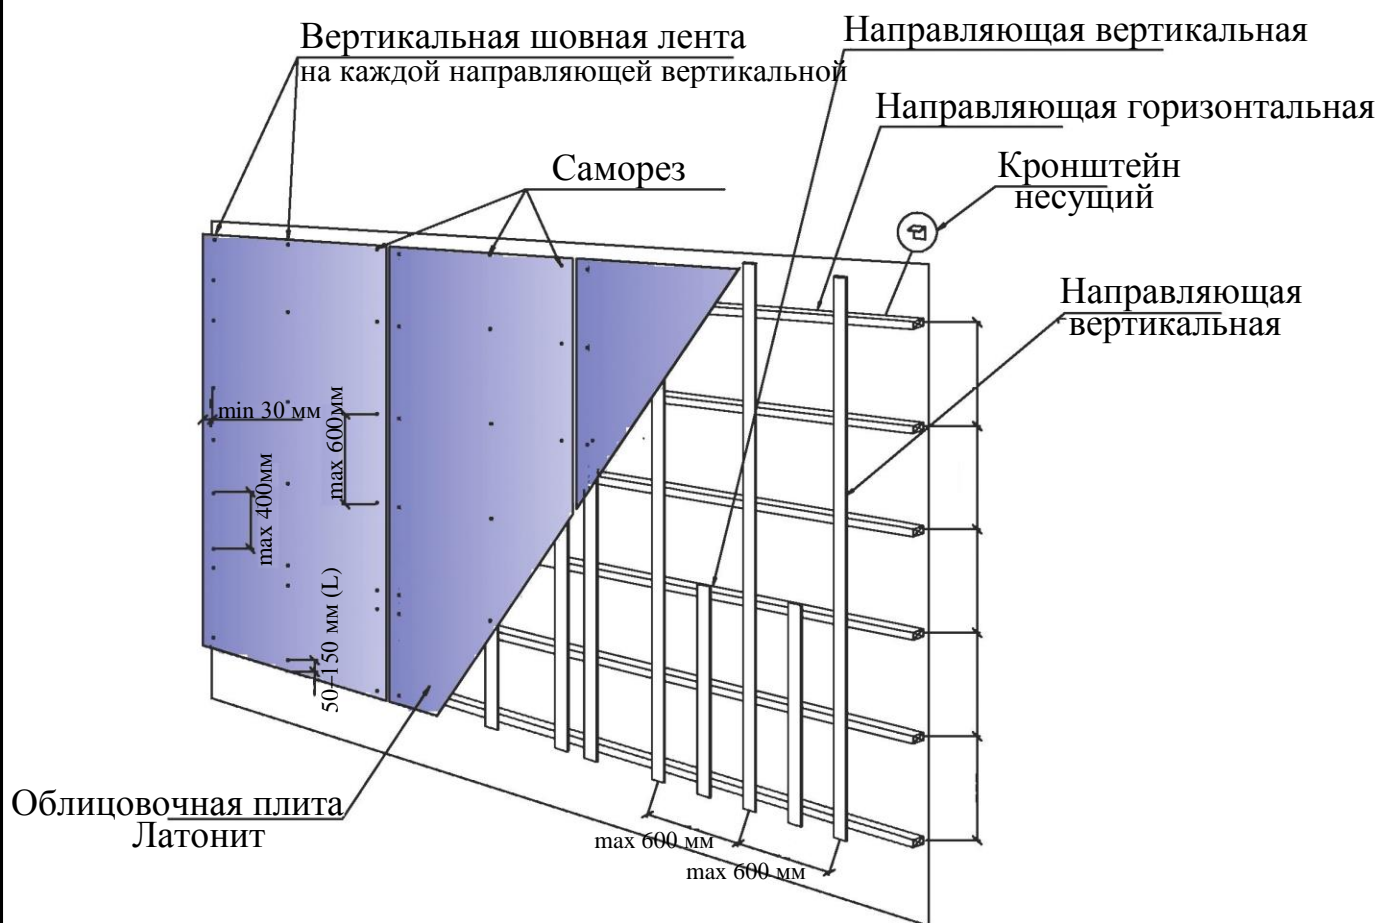 Вертикальная шовная лента
на каждой направляющей вертикальной
Направляющая вертикальная
Направляющая горизонтальная
Саморез
Кронштейн
несущий
Направляющая
вертикальная
min 30 мм
max 600мм
max 400мм
50–150 мм (L)
Облицовочная плита
Латонит
max 600 мм
max 600 мм